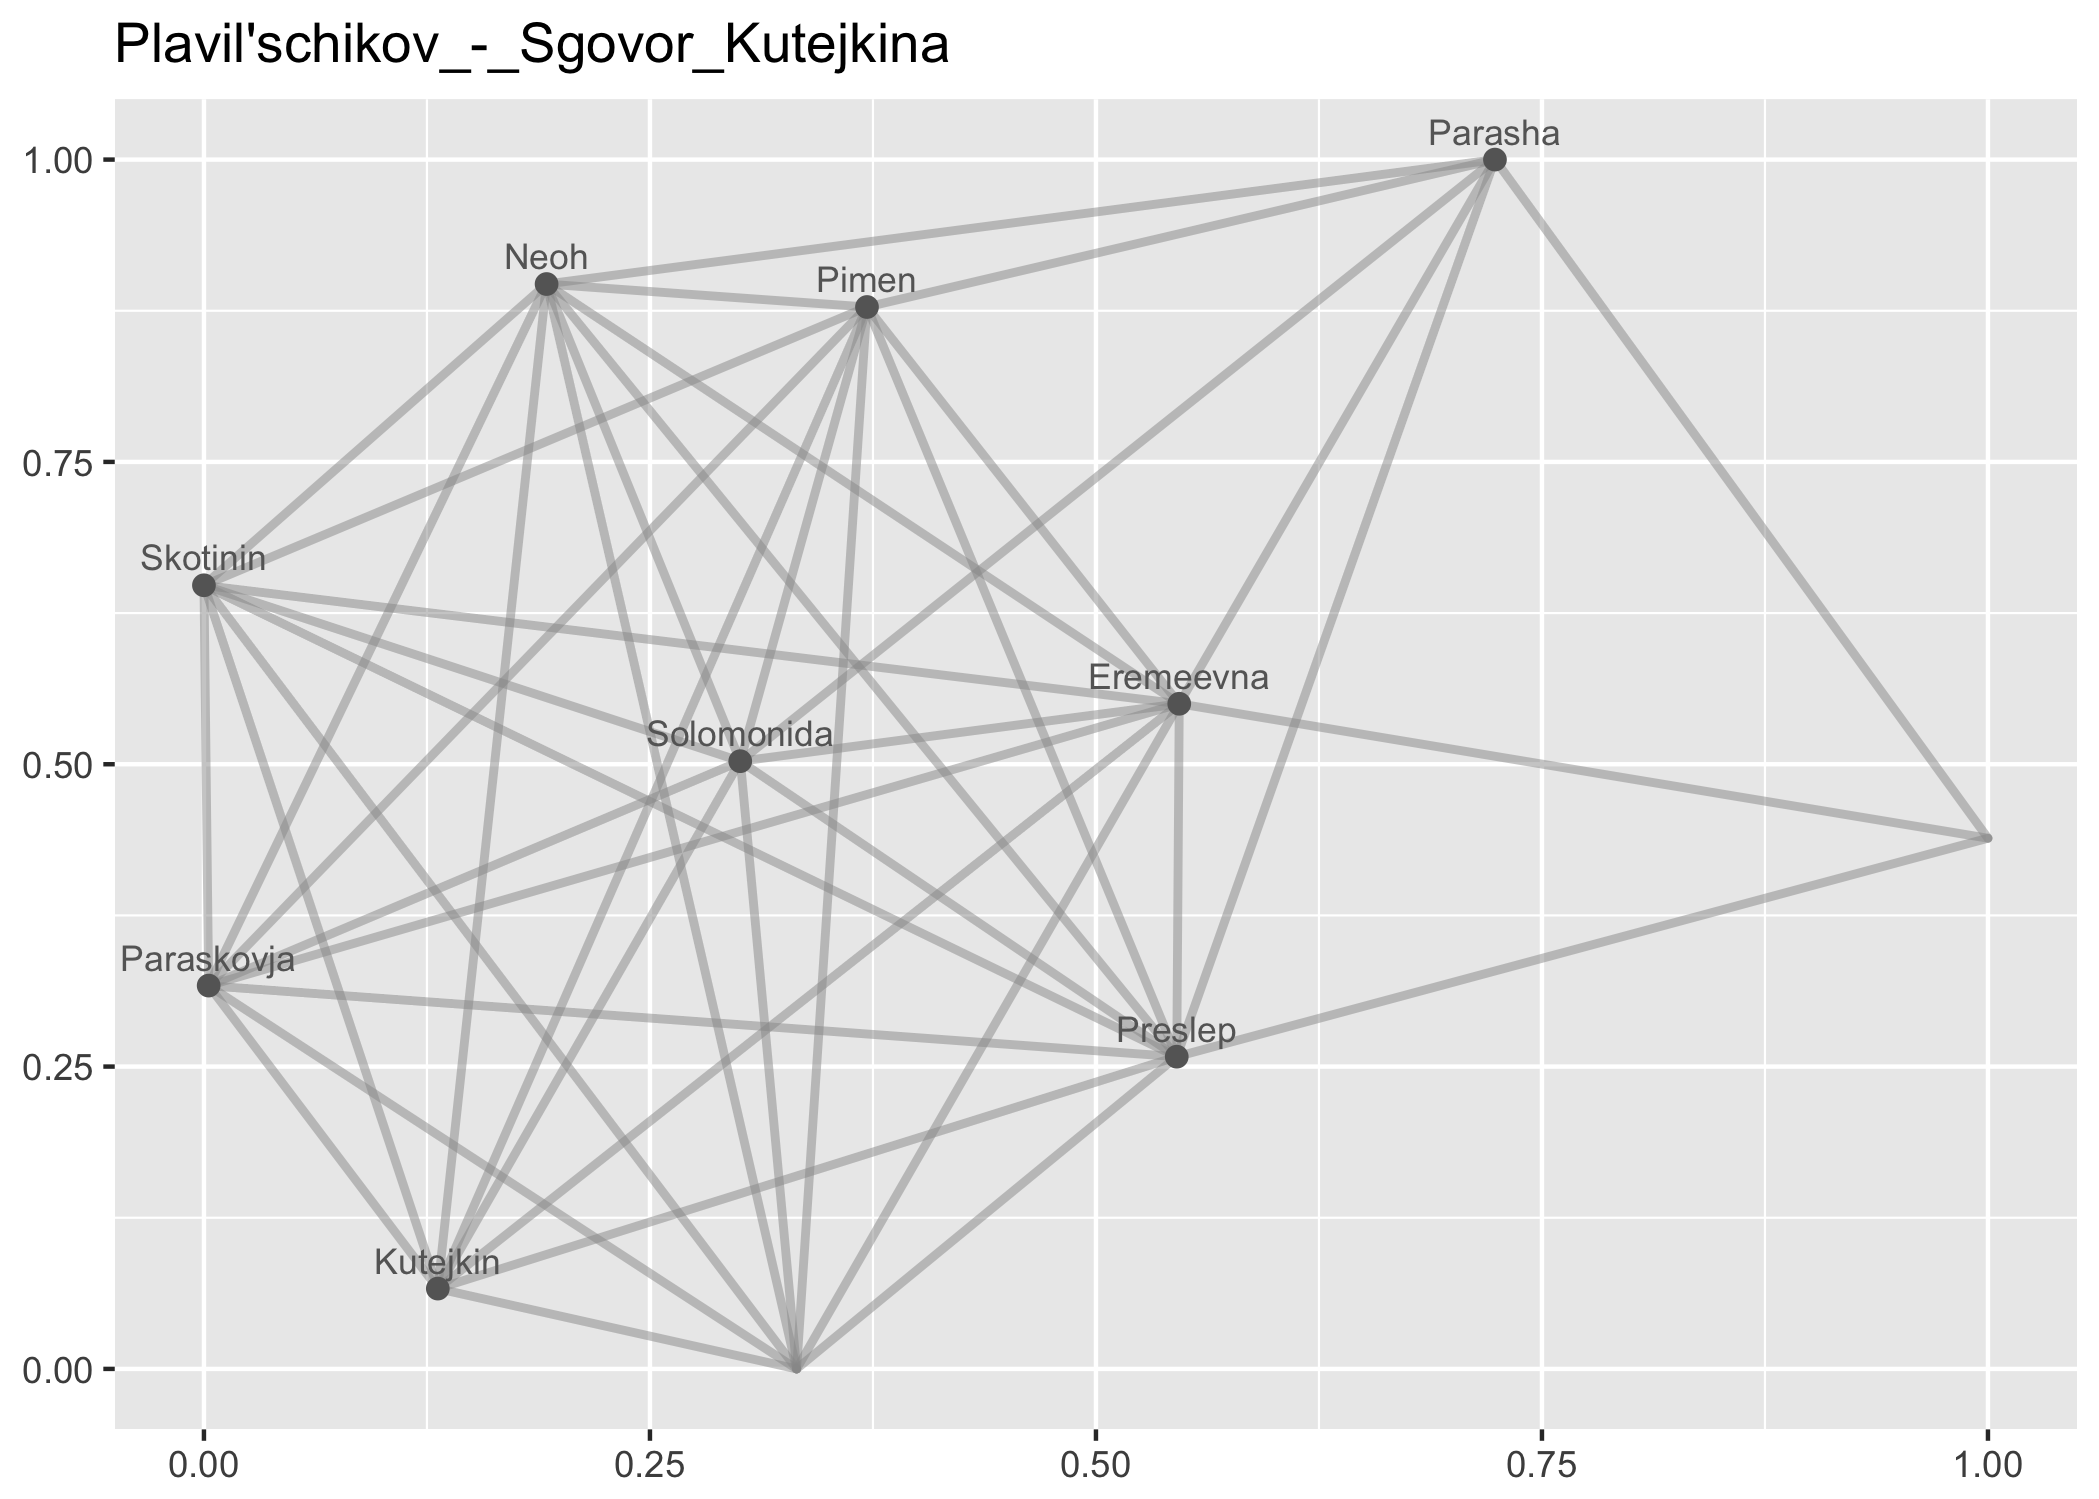 Plavil'schikov_-_Sgovor_Kutejkina
Parasha
1.00
Neoh
Pimen
0.75
Skotinin
Eremeevna
Solomonida
0.50
Paraskovja
Preslep
0.25
Kutejkin
0.00
0.00 0.25 0.50 0.75 1.00